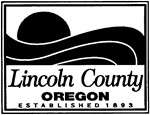 Lincoln County
OREGON
ESTABLISHED 1893